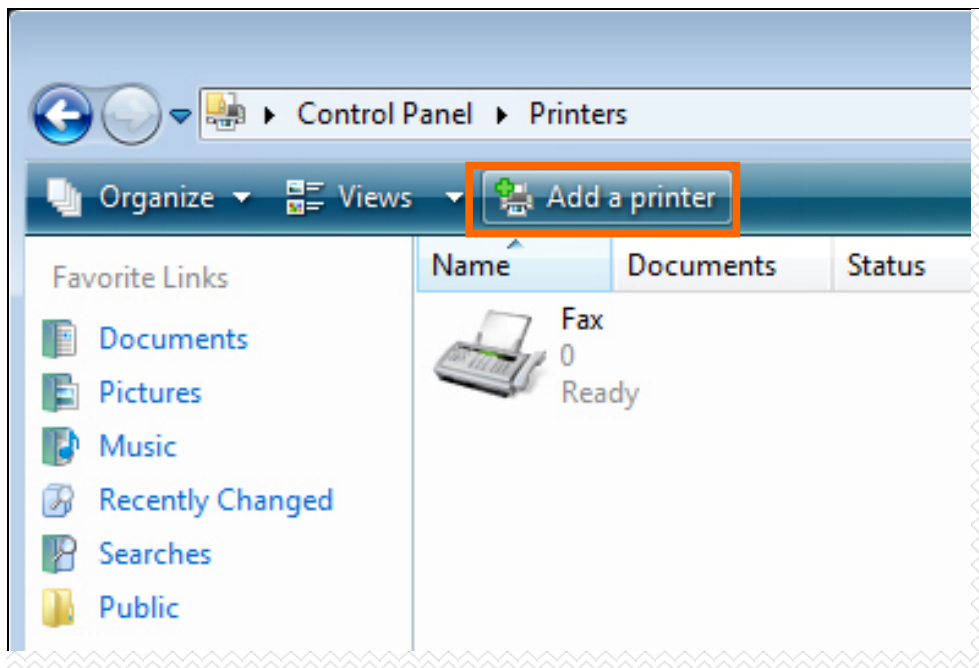 Control Panel Printers
Organize Views Add a printer
Favorite Links
Documents
Pictures
Music
Recently Changed
Searches
Public
Name Documents Status
Fax
0
Ready